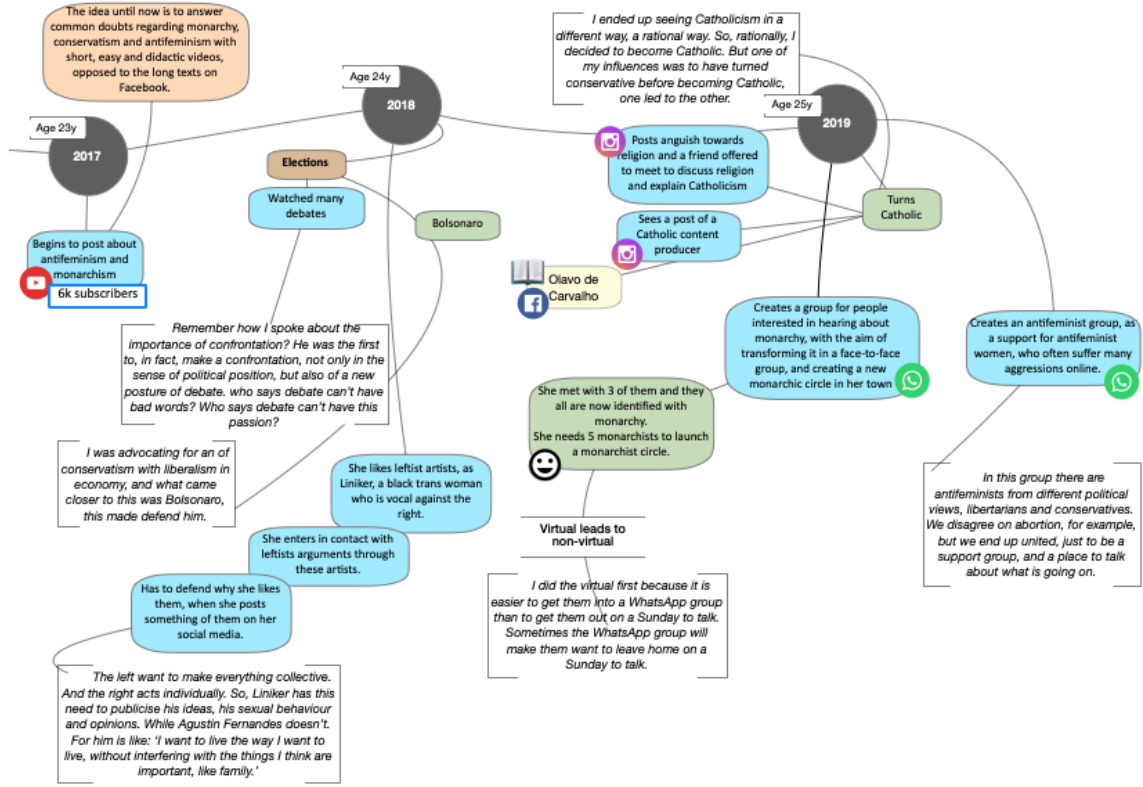 The idea until now is to answer
common doubts regarding monarchy,
conservatism and antifeminism with
short, easy and didactic videos,
opposed to the long texts on
Facebook.
Age 23y
2017
Begins to post about
antifeminism and
monarchism
6k subscribers
Age 24y
2018
Elections
Watched many
debates
Bolsonaro
Remember how I spoke about the
importance of confrontation? He was the first
to, in fact, make a confrontation, not only in the
sense of political position, but also of a new
posture of debate. who says debate can't have
bad words? Who says debate can't have this
passion?
I was advocating for an of
conservatism with liberalism in
economy, and what came
closer to this was Bolsonaro,
this made defend him.
She likes leftist artists, as
Liniker, a black trans woman
who is vocal against the
right.
She enters in contact with
leftists arguments through
these artists.
Has to defend why she likes
them, when she posts
something of them on her
social media.
The left want to make everything collective.
And the right acts individually. So, Liniker has this
need to publicise his ideas, his sexual behaviour
and opinions. While Agustin Fernandes doesn't.
For him is like: 'I want to live the way I want to
live, without interfering with the things I think are
important, like family.'
I ended up seeing Catholicism in a
different way, a rational way. So, rationally, I
decided to become Catholic. But one of
my influences was to have turned
conservative before becoming Catholic,
one led to the other.
Age 25y
2019
Posts anguish towards
religion and a friend offered
to meet to discuss religion
and explain Catholicism
Turns
Catholic
Sees a post of a
Catholic content
producer
Olavo de
Carvalho
Creates a group for people
interested in hearing about
monarchy, with the aim of
transforming it in a face-to-face
group, and creating a new
monarchic circle in her town
She met with 3 of them and they
all are now identified with
monarchy.
She needs 5 monarchists to launch
a monarchist circle.
Virtual leads to
non-virtual
I did the virtual first because it is
easier to get them into a WhatsApp group
than to get them out on a Sunday to talk.
Sometimes the WhatsApp group will
make them want to leave home on a
Sunday to talk.
Creates an antifeminist group, as
a support for antifeminist
women, who often suffer many
aggressions online.
In this group there are
antifeminists from different political
views, libertarians and conservatives.
We disagree on abortion, for example,
but we end up united, just to be a
support group, and a place to talk
about what is going on.